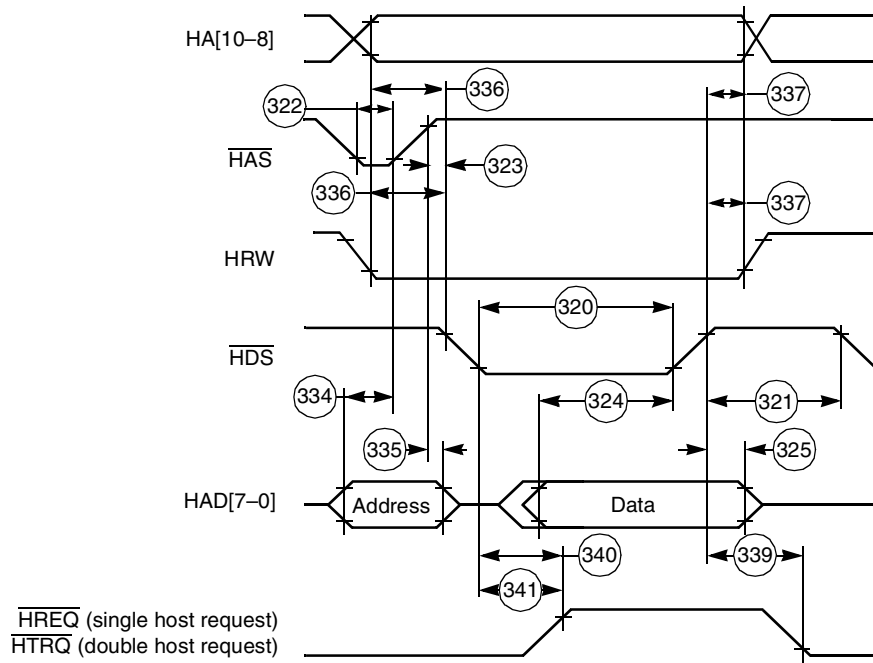 HA[10–8]
336
337
322
HAS
323
336
337
HRW
320
HDS
334
324
321
335
325
HAD[7–0]
Address
Data
340
339
341
HREQ (single host request)
HTRQ (double host request)